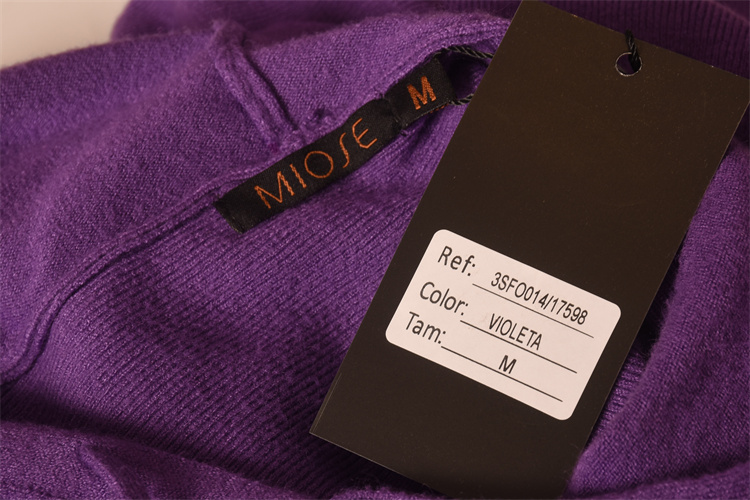 MIOSE
M
Ref: 3SFO014/17598
Color: VIOLETA
Tam: M